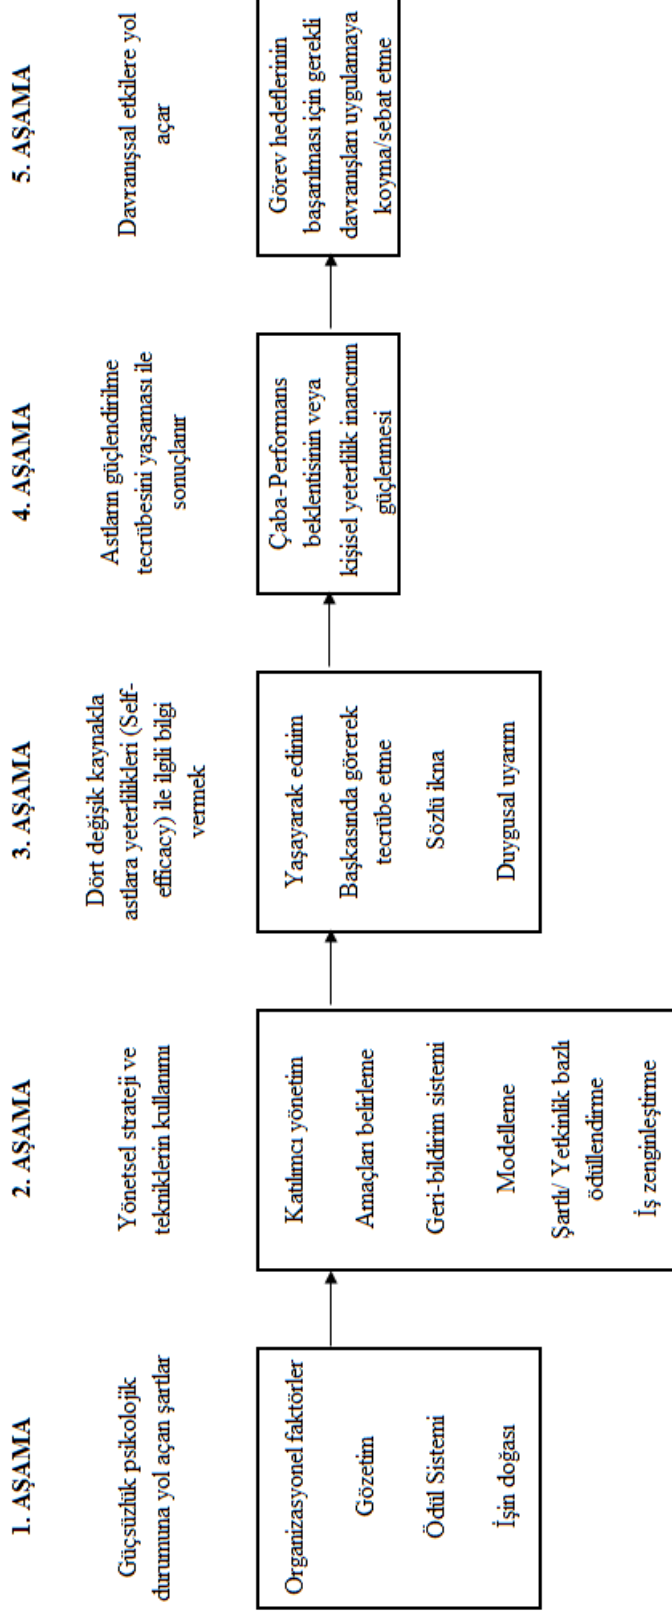 1. AŞAMA
Güçsüzlük psikolojik
durumuna yol açan şartlar
Organizasyonel faktörler
Gözetim
Ödül Sistemi
İşin doğası
2. AŞAMA
Yönetsel strateji ve
tekniklerin kullanımı
Katılımcı yönetim
Amaçları belirleme
Geri-bildirim sistemi
Modelleme
Şartlı/ Yetkinlik bazlı
ödüllendirme
İş zenginleştirme
3. AŞAMA
Dört değişik kaynakla
astlara yeterlilikleri (Self-
efficacy) ile ilgili bilgi
vermek
Yaşayarak edinim
Başkasında görerek
tecrübe etme
Sözlü ikna
Duygusal uyarım
4. AŞAMA
Astların güçlendirilme
tecrübesini yaşaması ile
sonuçlanır
Çaba-Performans
beklentisinin veya
kişisel yeterlilik inancının
güçlenmesi
5. AŞAMA
Davranışsal etkilere yol
açar
Görev hedeflerinin
başarılması için gerekli
davranışları uygulamaya
koyma/sebat etme